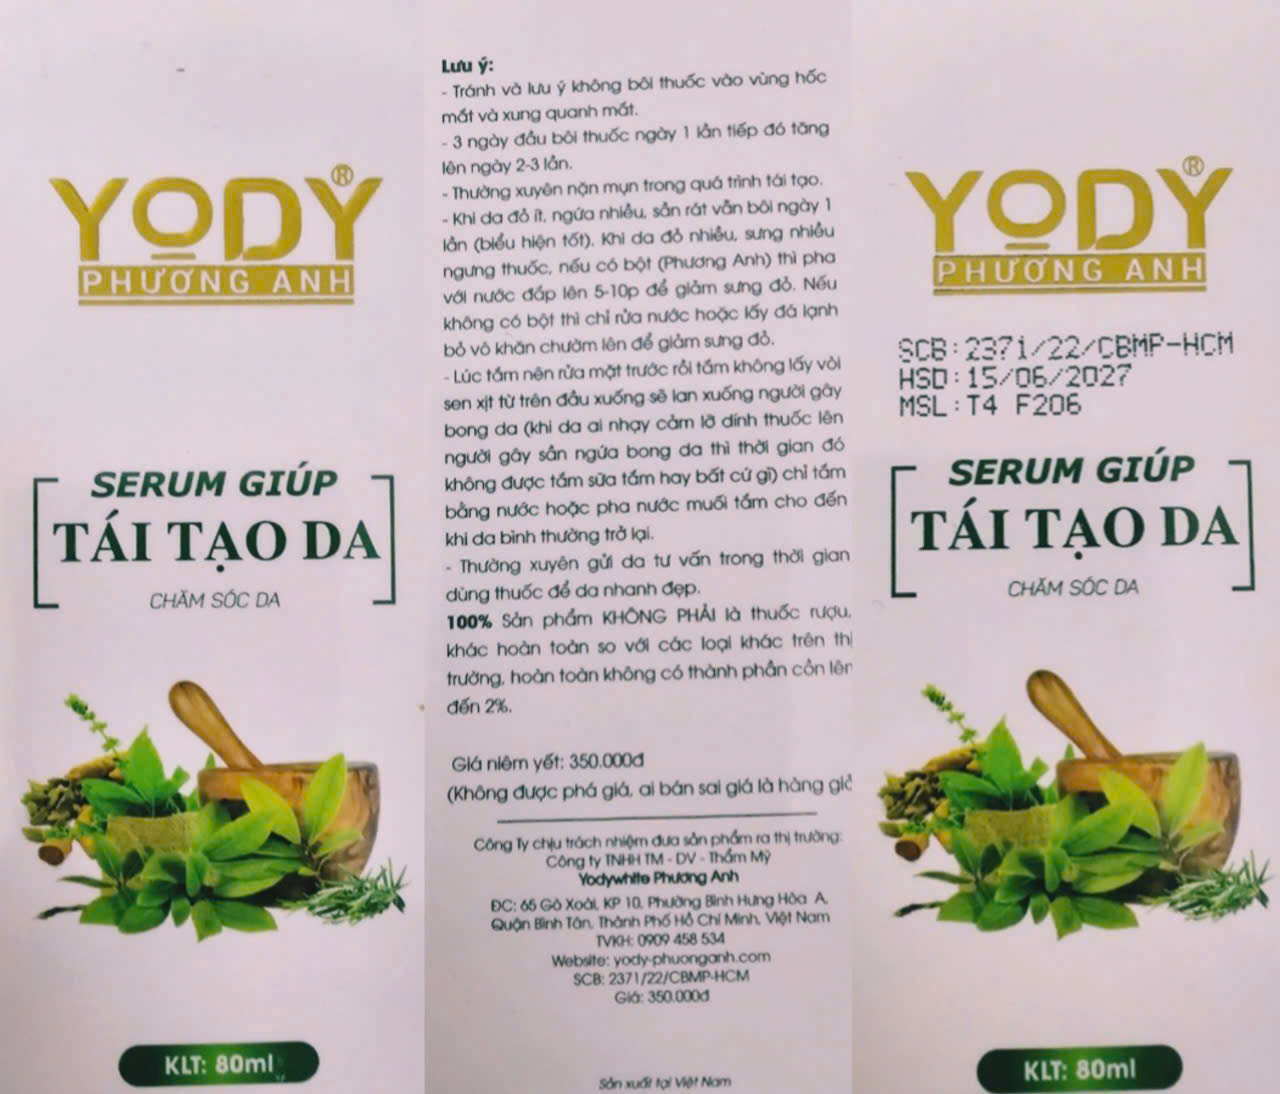 YODY®
PHƯƠNG ANH
SERUM GIÚP
TÁI TẠO DA
CHĂM SÓC DA
KLT: 80ml
Lưu ý:
- Tránh và lưu ý không bôi thuốc vào vùng hốc
mắt và xung quanh mắt.
- 3 ngày đầu bôi thuốc ngày 1 lần tiếp đó tăng
lên ngày 2-3 lần.
- Thường xuyên nặn mụn trong quá trình tái tạo.
- Khi da đỏ ít, ngứa nhiều, sần rát vẫn bôi ngày 1
lần (biểu hiện tốt). Khi da đỏ nhiều, sưng nhiều
ngưng thuốc, nếu có bột (Phương Anh) thì pha
với nước đắp lên 5-10p để giảm sưng đỏ. Nếu
không có bột thì chỉ rửa nước hoặc lấy đá lạnh
bỏ vô khăn chườm lên để giảm sưng đỏ.
- Lúc tắm nên rửa mặt trước rồi tắm không lấy vòi
sen xịt từ trên đầu xuống sẽ lan xuống người gây
bong da (khi da ai nhạy cảm lỡ dính thuốc lên
người gây sần ngứa bong da thì thời gian đó
không được tắm sữa tắm hay bất cứ gì) chỉ tắm
bằng nước hoặc pha nước muối tắm cho đến
khi da bình thường trở lại.
- Thường xuyên gửi da tư vấn trong thời gian
dùng thuốc để da nhanh đẹp.
100% Sản phẩm KHÔNG PHẢI là thuốc rượu,
khác hoàn toàn so với các loại khác trên thị
trường, hoàn toàn không có thành phần cồn lên
đến 2%.
Giá niêm yết: 350.000đ
(Không được phá giá, ai bán sai giá là hàng giả
Công Ty chịu trách nhiệm đưa sản phẩm ra thị trường:
Công ty TNHH TM - DV - Thẩm Mỹ
Yodywhite Phương Anh
ĐC: 65 Gò Xoài, KP 10, Phường Bình Hưng Hòa A,
Quận Bình Tân, Thành Phố Hồ Chí Minh, Việt Nam
TVKH: 0909 458 534
Website: yody-phuonganh.com
SCB: 2371/22/CBMP-HCM
Giá: 350.000đ
Sản xuất tại Việt Nam
YODY®
PHƯƠNG ANH
SCB:2371/22/CBMP-HCM
HSD:15/06/2027
MSL:T4 F206
SERUM GIÚP
TÁI TẠO DA
CHĂM SÓC DA
KLT: 80ml